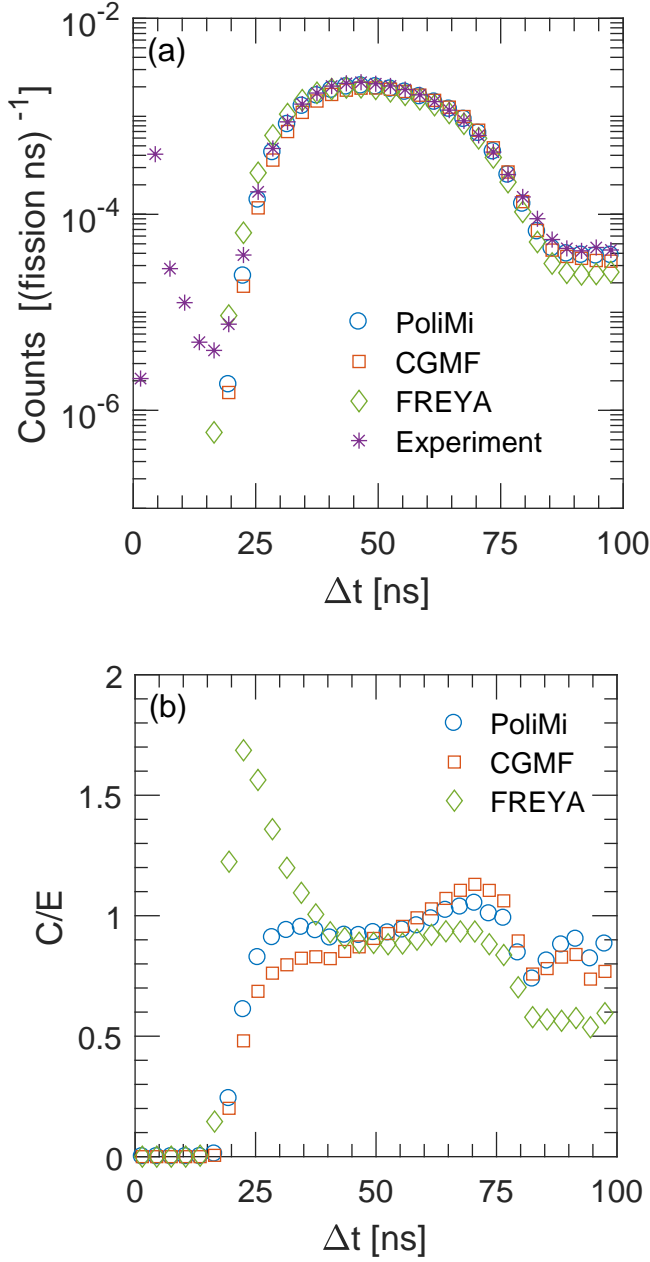 (a)
10^-2
10^-4
10^-6
Counts [(fission ns) ^-1]
PoliMi
CGMF
FREYA
Experiment
0 25 50 75 100
Δt [ns]
(b)
2
1.5
1
0.5
0
C/E
PoliMi
CGMF
FREYA
0 25 50 75 100
Δt [ns]